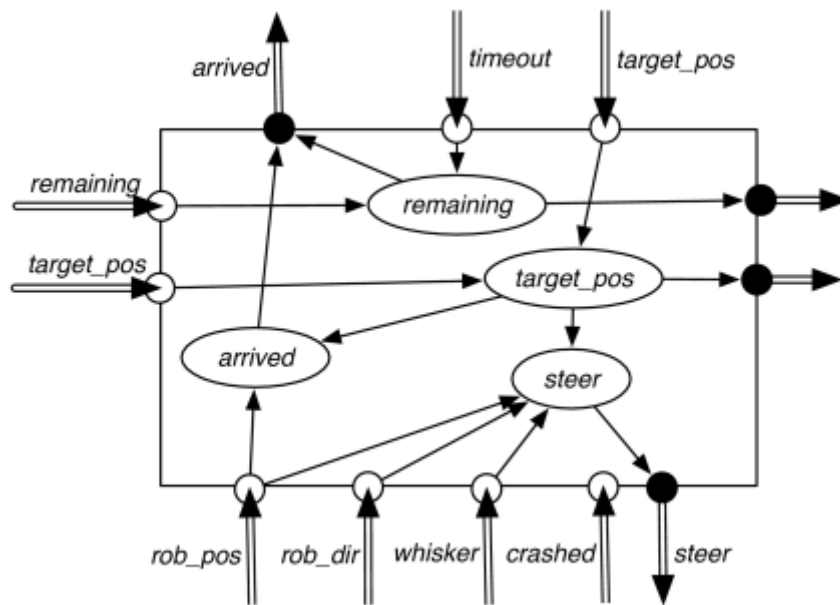 arrived
timeout
target_pos
remaining
remaining
target_pos
target_pos
arrived
steer
rob_pos
rob_dir
whisker
crashed
steer